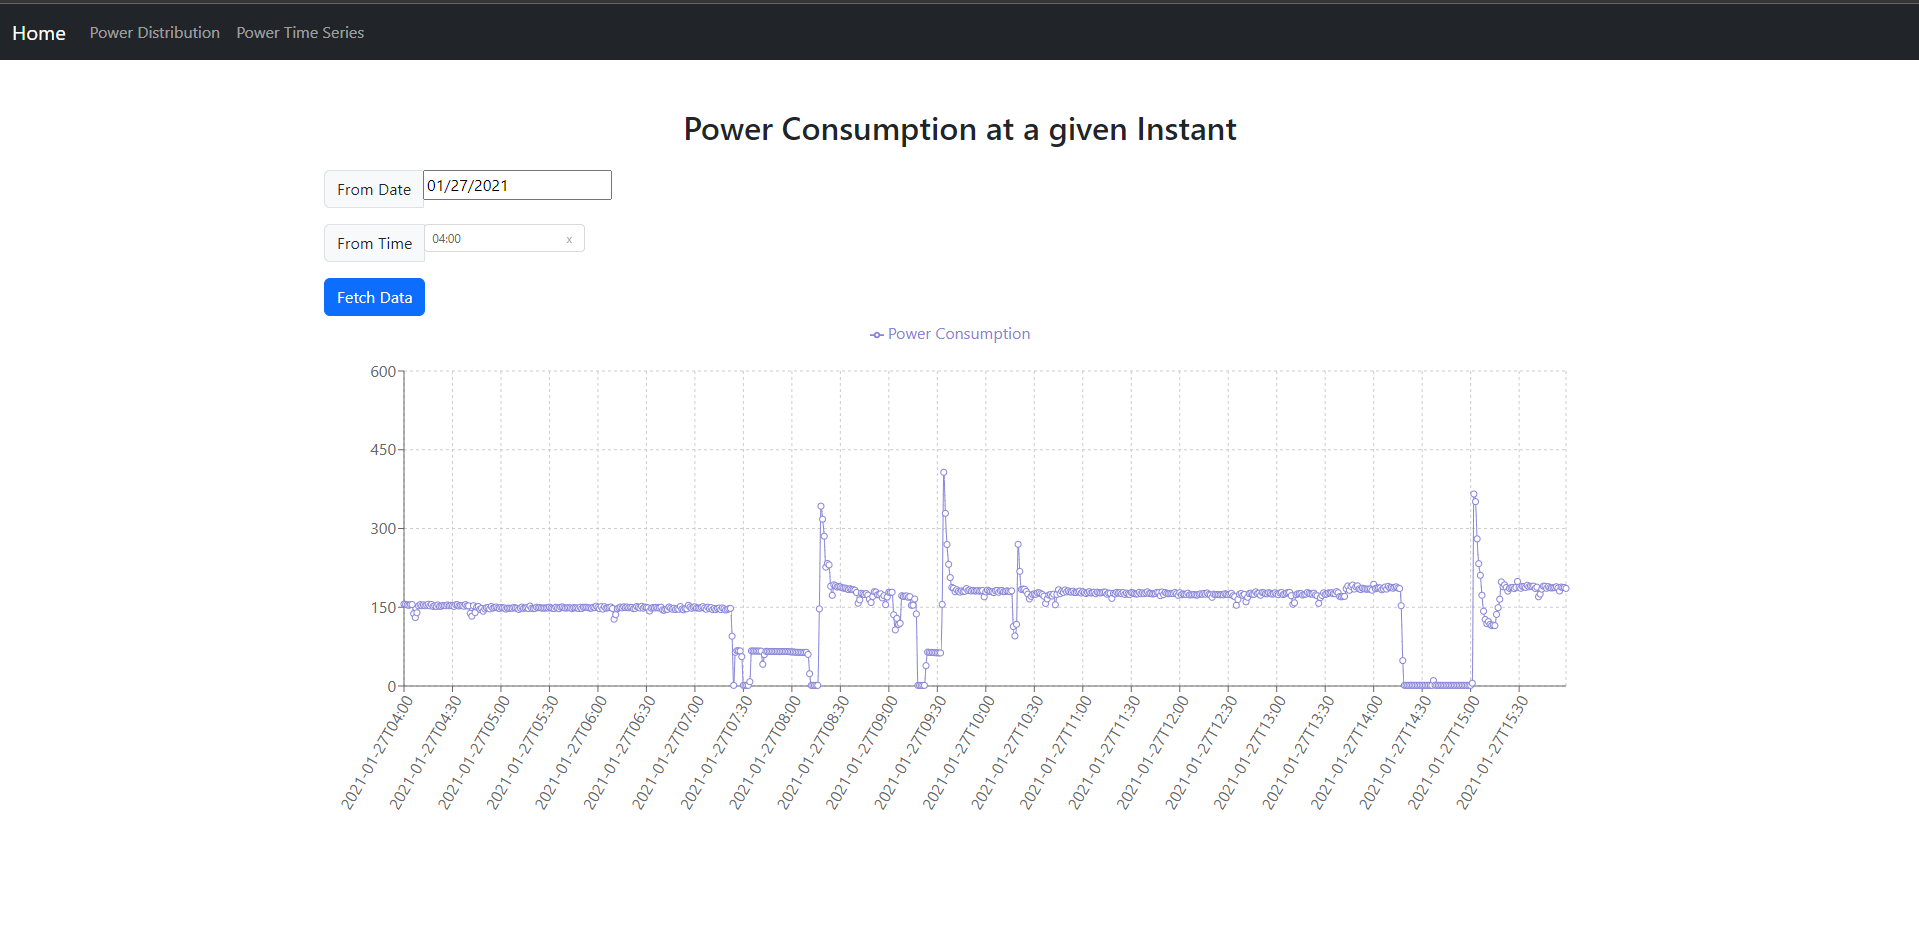 Home Power Distribution Power Time Series
Power Consumption at a given Instant
From Date 01/27/2021
From Time 04:00 x
Fetch Data
Power Consumption
600
450
300
150
0
2021-01-27T04:00
2021-01-27T04:30
2021-01-27T05:00
2021-01-27T05:30
2021-01-27T06:00
2021-01-27T06:30
2021-01-27T07:00
2021-01-27T07:30
2021-01-27T08:00
2021-01-27T08:30
2021-01-27T09:00
2021-01-27T09:30
2021-01-27T10:00
2021-01-27T10:30
2021-01-27T11:00
2021-01-27T11:30
2021-01-27T12:00
2021-01-27T12:30
2021-01-27T13:00
2021-01-27T13:30
2021-01-27T14:00
2021-01-27T14:30
2021-01-27T15:00
2021-01-27T15:30